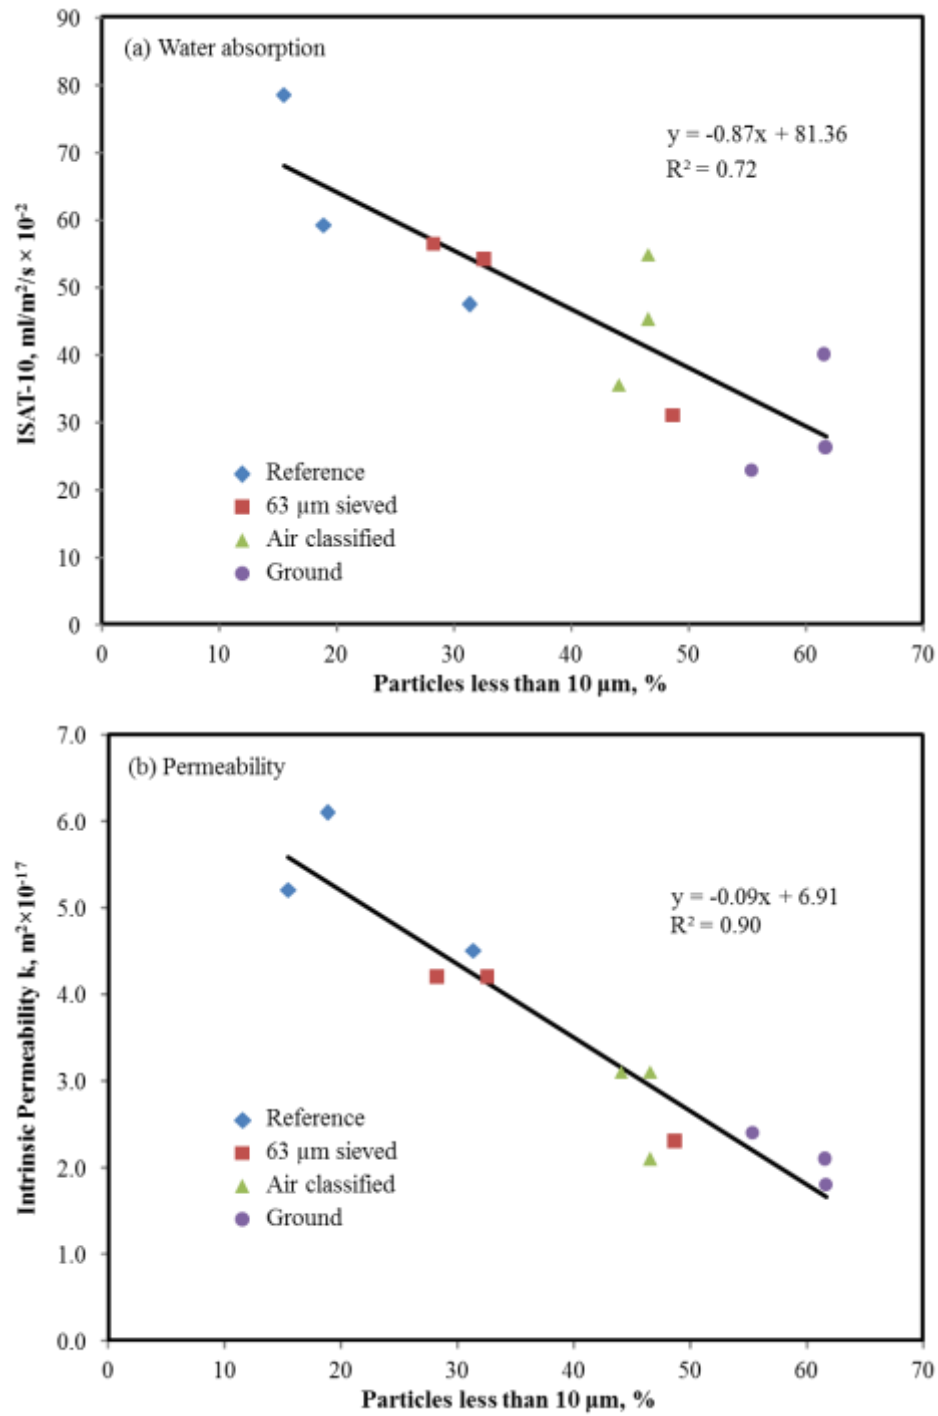 90
(a) Water absorption
80
y = -0.87x + 81.36
70
R² = 0.72
60
50
40
30
Reference
20
63 µm sieved
Air classified
10
Ground
0
0 10 20 30 40 50 60 70
Particles less than 10 µm, %
ISAT-10, ml/m²/s × 10⁻²
7.0
(b) Permeability
6.0
y = -0.09x + 6.91
R² = 0.90
5.0
4.0
3.0
Reference
63 µm sieved
2.0
Air classified
Ground
1.0
0.0
0 10 20 30 40 50 60 70
Particles less than 10 µm, %
Intrinsic Permeability k, m²×10⁻¹⁷